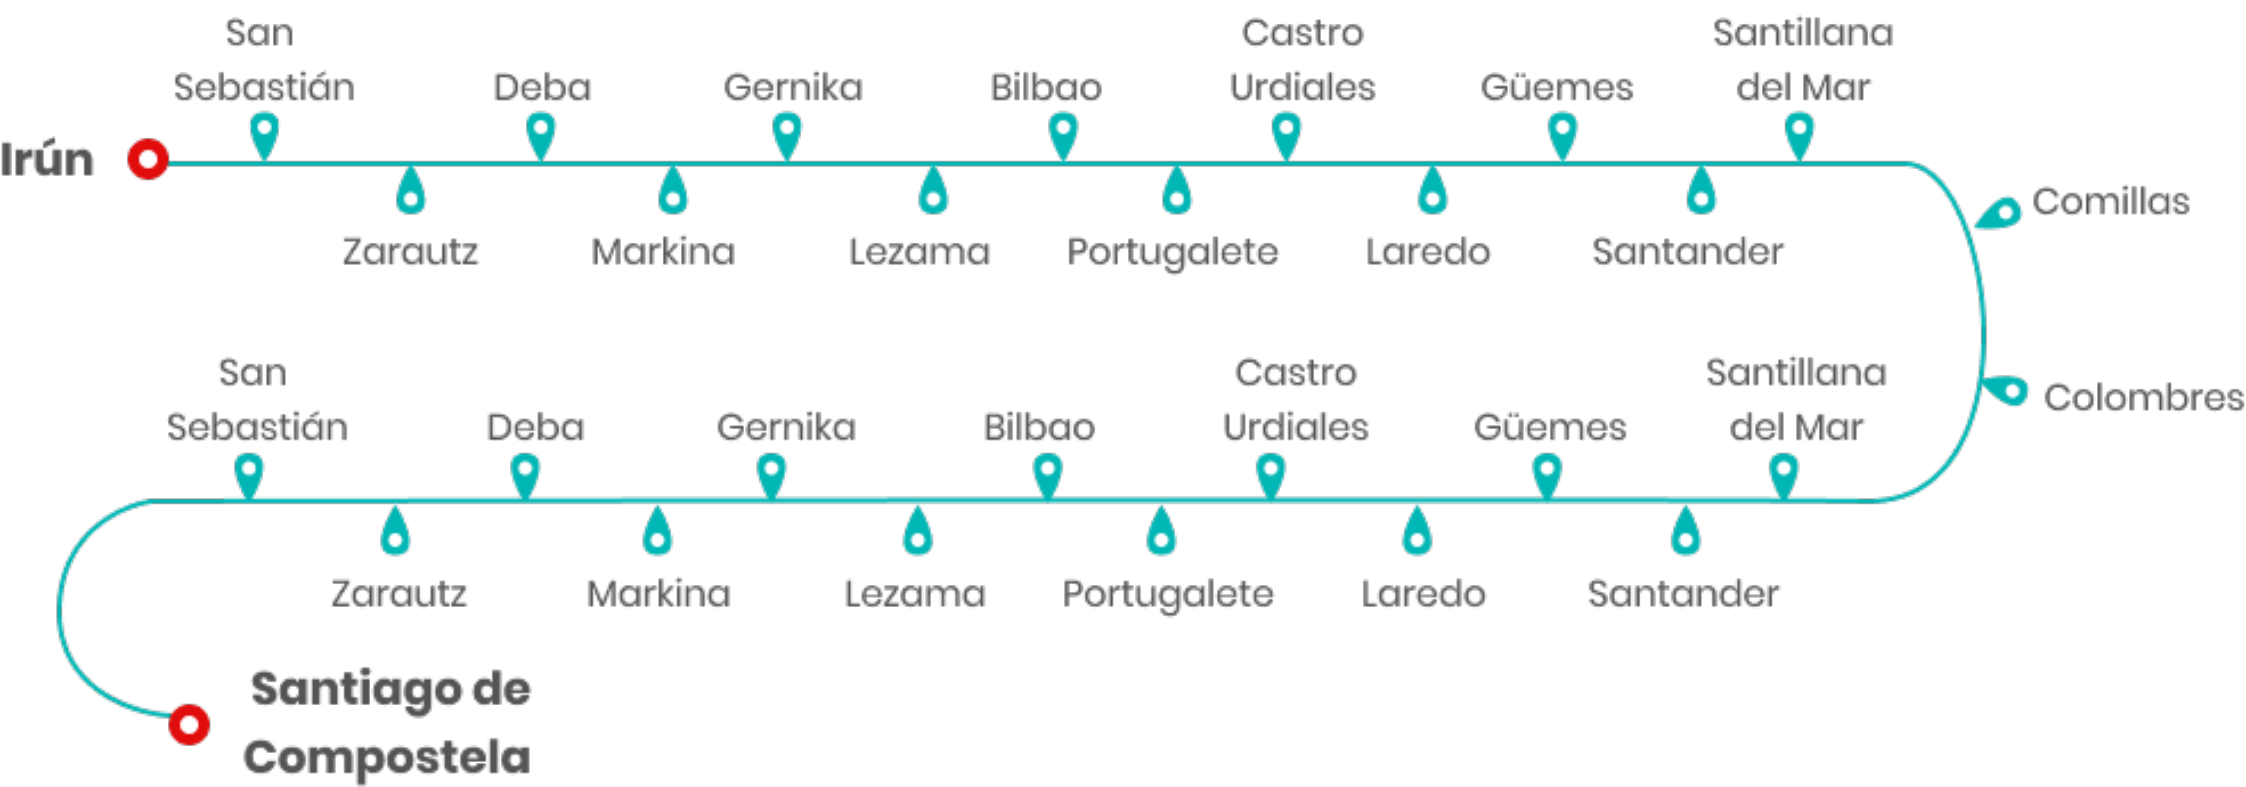 San
Sebastián
Deba
Gernika
Bilbao
Castro
Urdiales
Güemes
Santillana
del Mar
Irún
Zarautz
Markina
Lezama
Portugalete
Laredo
Santander
Comillas
Colombres
San
Sebastián
Deba
Gernika
Bilbao
Castro
Urdiales
Güemes
Santillana
del Mar
Zarautz
Markina
Lezama
Portugalete
Laredo
Santander
Santiago de
Compostela